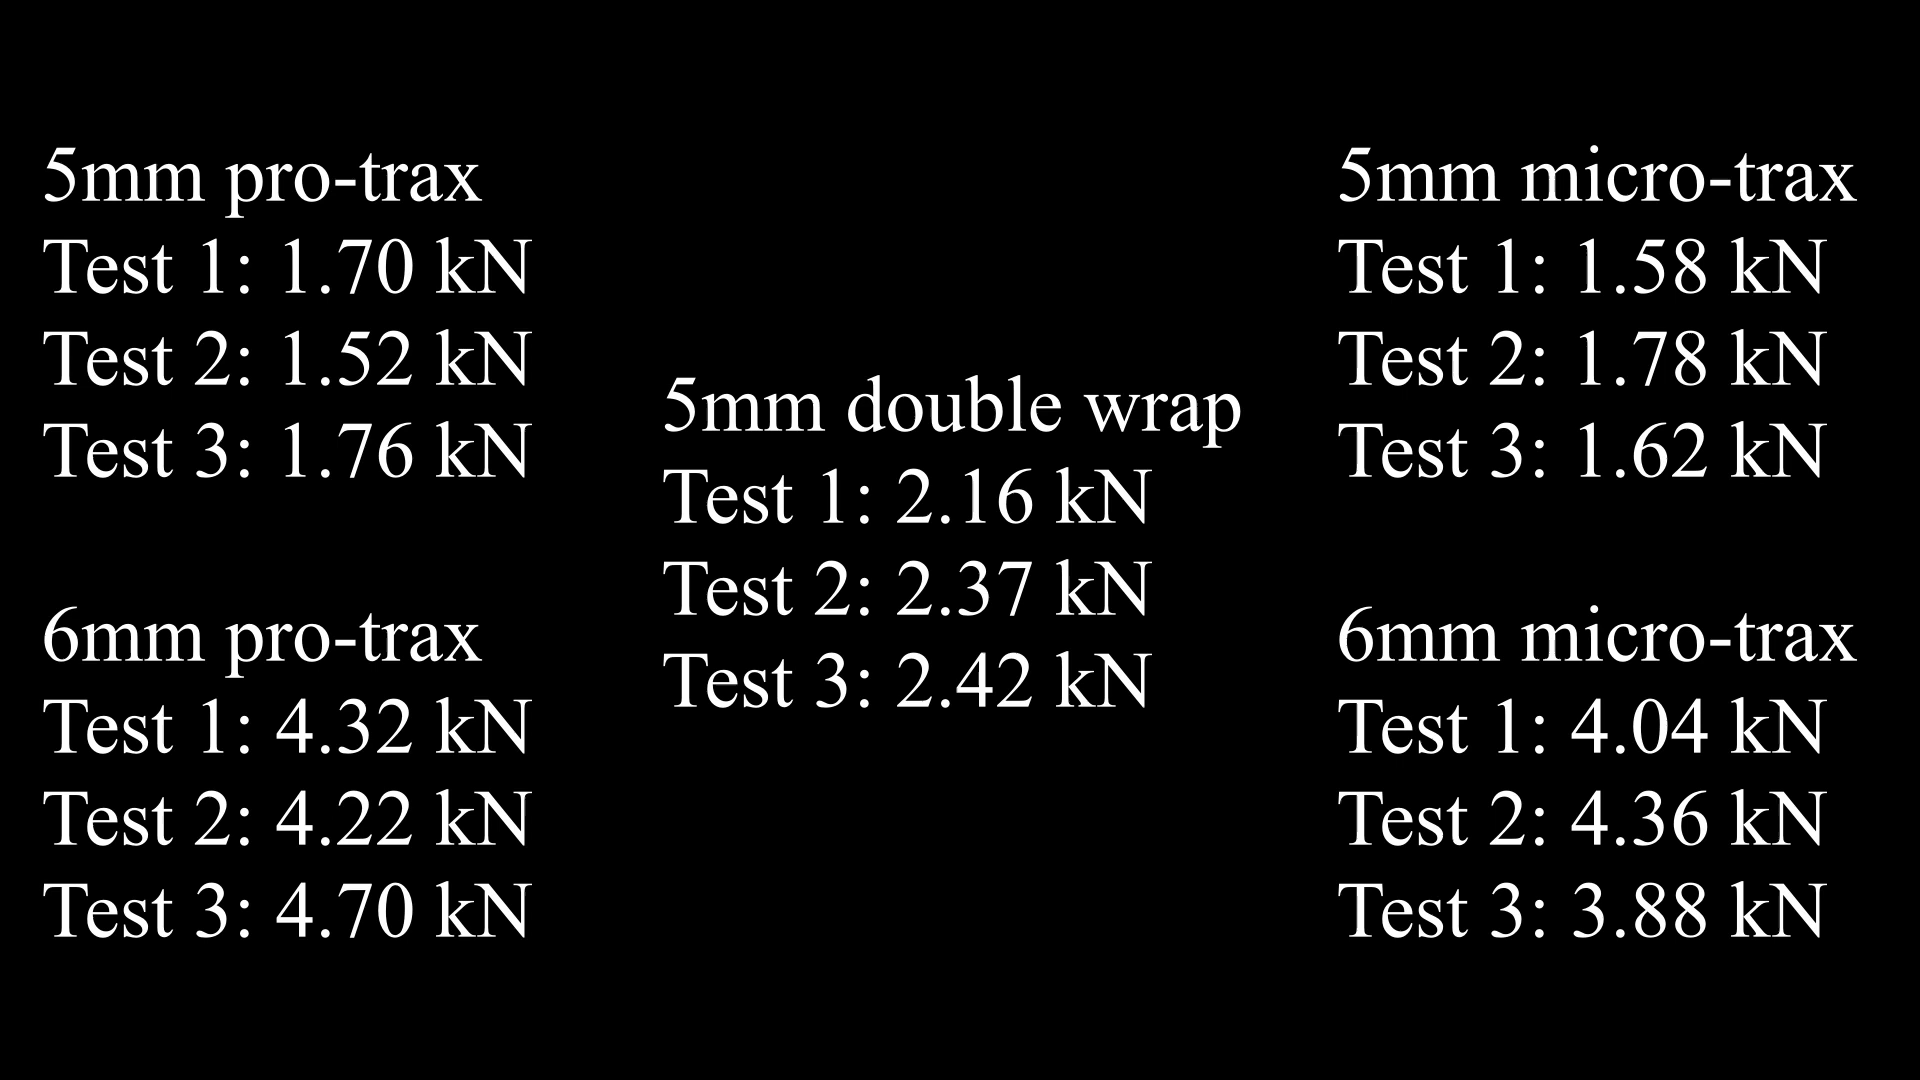 5mm pro-trax
Test 1: 1.70 kN
Test 2: 1.52 kN
Test 3: 1.76 kN
6mm pro-trax
Test 1: 4.32 kN
Test 2: 4.22 kN
Test 3: 4.70 kN
5mm double wrap
Test 1: 2.16 kN
Test 2: 2.37 kN
Test 3: 2.42 kN
5mm micro-trax
Test 1: 1.58 kN
Test 2: 1.78 kN
Test 3: 1.62 kN
6mm micro-trax
Test 1: 4.04 kN
Test 2: 4.36 kN
Test 3: 3.88 kN